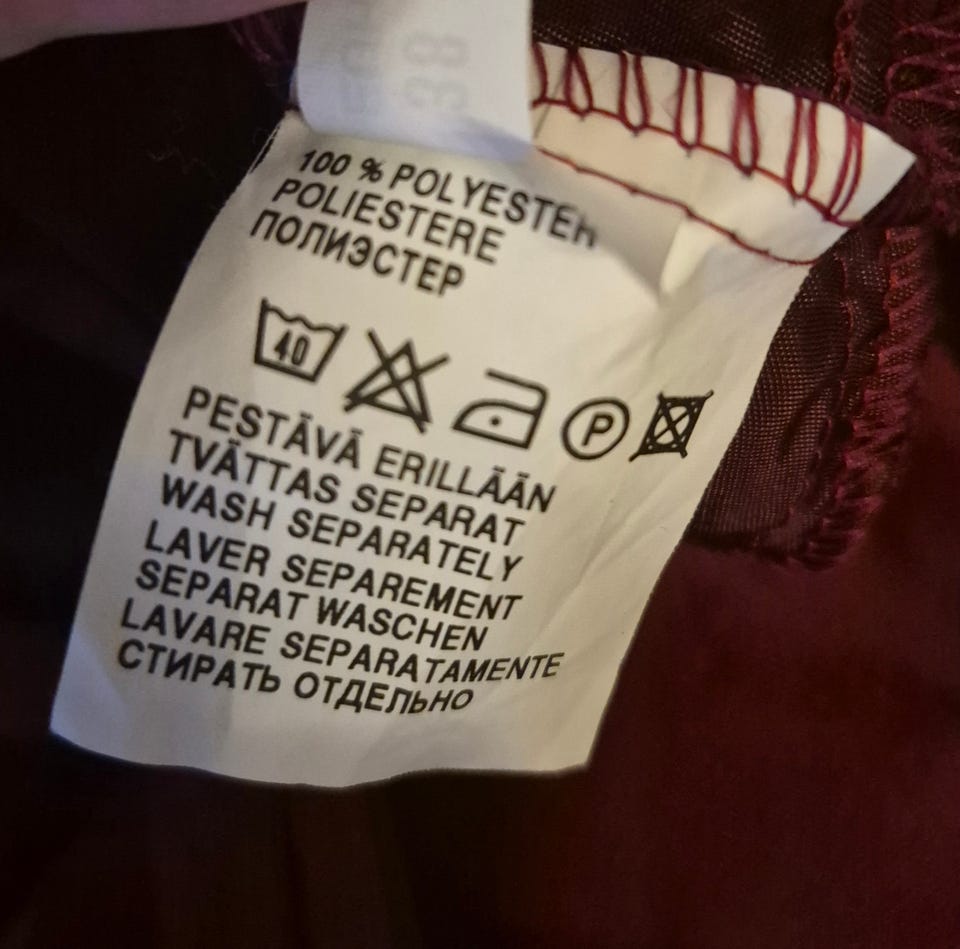 38
100 % POLYESTER
POLIESTERE
ПОЛИЭСТЕР
40
P
PESTÄVÄ ERILLÄÄN
TVÄTTAS SEPARAT
WASH SEPARATELY
LAVER SEPAREMENT
SEPARAT WASCHEN
LAVARE SEPARATAMENTE
СТИРАТЬ ОТДЕЛЬНО